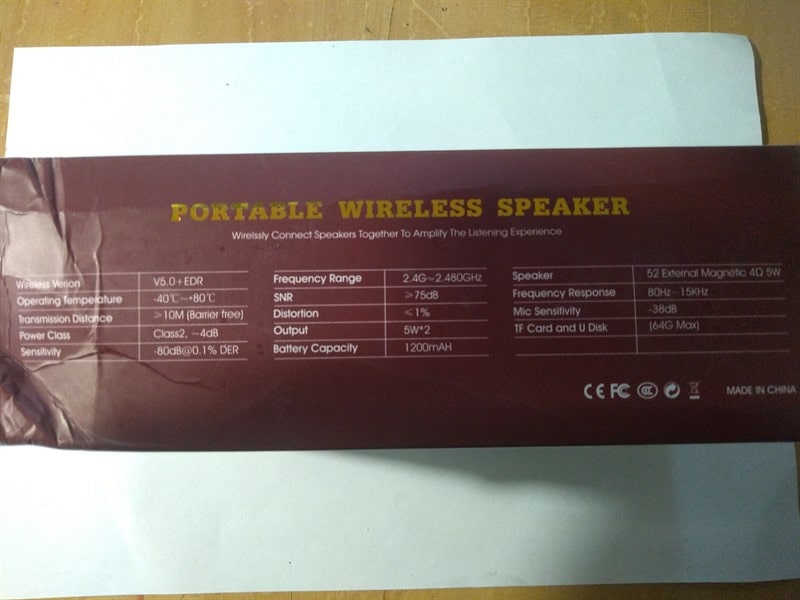 PORTABLE WIRELESS SPEAKER
Wirelssly Connect Speakers Together To Amplify The Listening Experience
Wireless Verion V5.0+EDR
Operating Temperature -40℃~+80℃
Transmission Distance ≥10M (Barrier free)
Power Class Class2, -4dB
Sensitivity -80dB@0.1% DER
Frequency Range 2.4G~2.480GHz
SNR ≥75dB
Distortion ≤1%
Output 5W*2
Battery Capacity 1200mAH
Speaker 52 External Magnetic 4Ω 5W
Frequency Response 80Hz~15KHz
Mic Sensitivity -38dB
TF Card and U Disk (64G Max)
CE FC CCC MADE IN CHINA